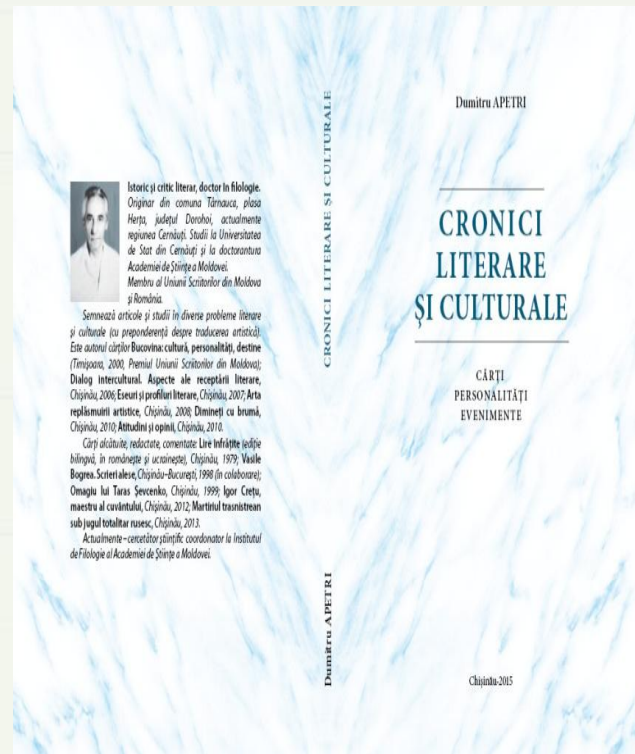 Istoric și critic literar, doctor în filologie.
Originar din comuna Târnauca, plasa
Herța, județul Dorohoi, actualmente
regiunea Cernăuți. Studii la Universitatea
de Stat din Cernăuți și la doctorantura
Academiei de Științe a Moldovei.
Membru al Uniunii Scriitorilor din Moldova
și România.
Semnează articole și studii în diverse probleme literare
și culturale (cu preponderență despre traducerea artistică).
Este autorul cărților Bucovina: cultură, personalități, destine
(Timișoara, 2000, Premiul Uniunii Scriitorilor din Moldova);
Dialog intercultural. Aspecte ale receptării literare,
Chișinău, 2006; Eseuri și profiluri literare, Chișinău, 2007; Arta
replăsmuirii artistice, Chișinău, 2008; Dimineți cu brumă,
Chișinău, 2010; Atitudini și opinii, Chișinău, 2010.
Cărți alcătuite, redactate, comentate: Lire înfrățite (ediție
bilingvă, în românește și ucrainește), Chișinău, 1979; Vasile
Bogrea. Scrieri alese, Chișinău–București, 1998 (în colaborare);
Omagiu lui Taras Șevcenko, Chișinău, 1999; Igor Crețu,
maestru al cuvântului, Chișinău, 2012; Martiriul trasnistrean
sub jugul totalitar rusesc, Chișinău, 2013.
Actualmente – cercetător științific coordonator la Institutul
de Filologie al Academiei de Științe a Moldovei.
CRONICI LITERARE ȘI CULTURALE
Dumitru APETRI
Dumitru APETRI
CRONICI
LITERARE
ȘI CULTURALE
CĂRȚI
PERSONALITĂȚI
EVENIMENTE
Chișinău-2015